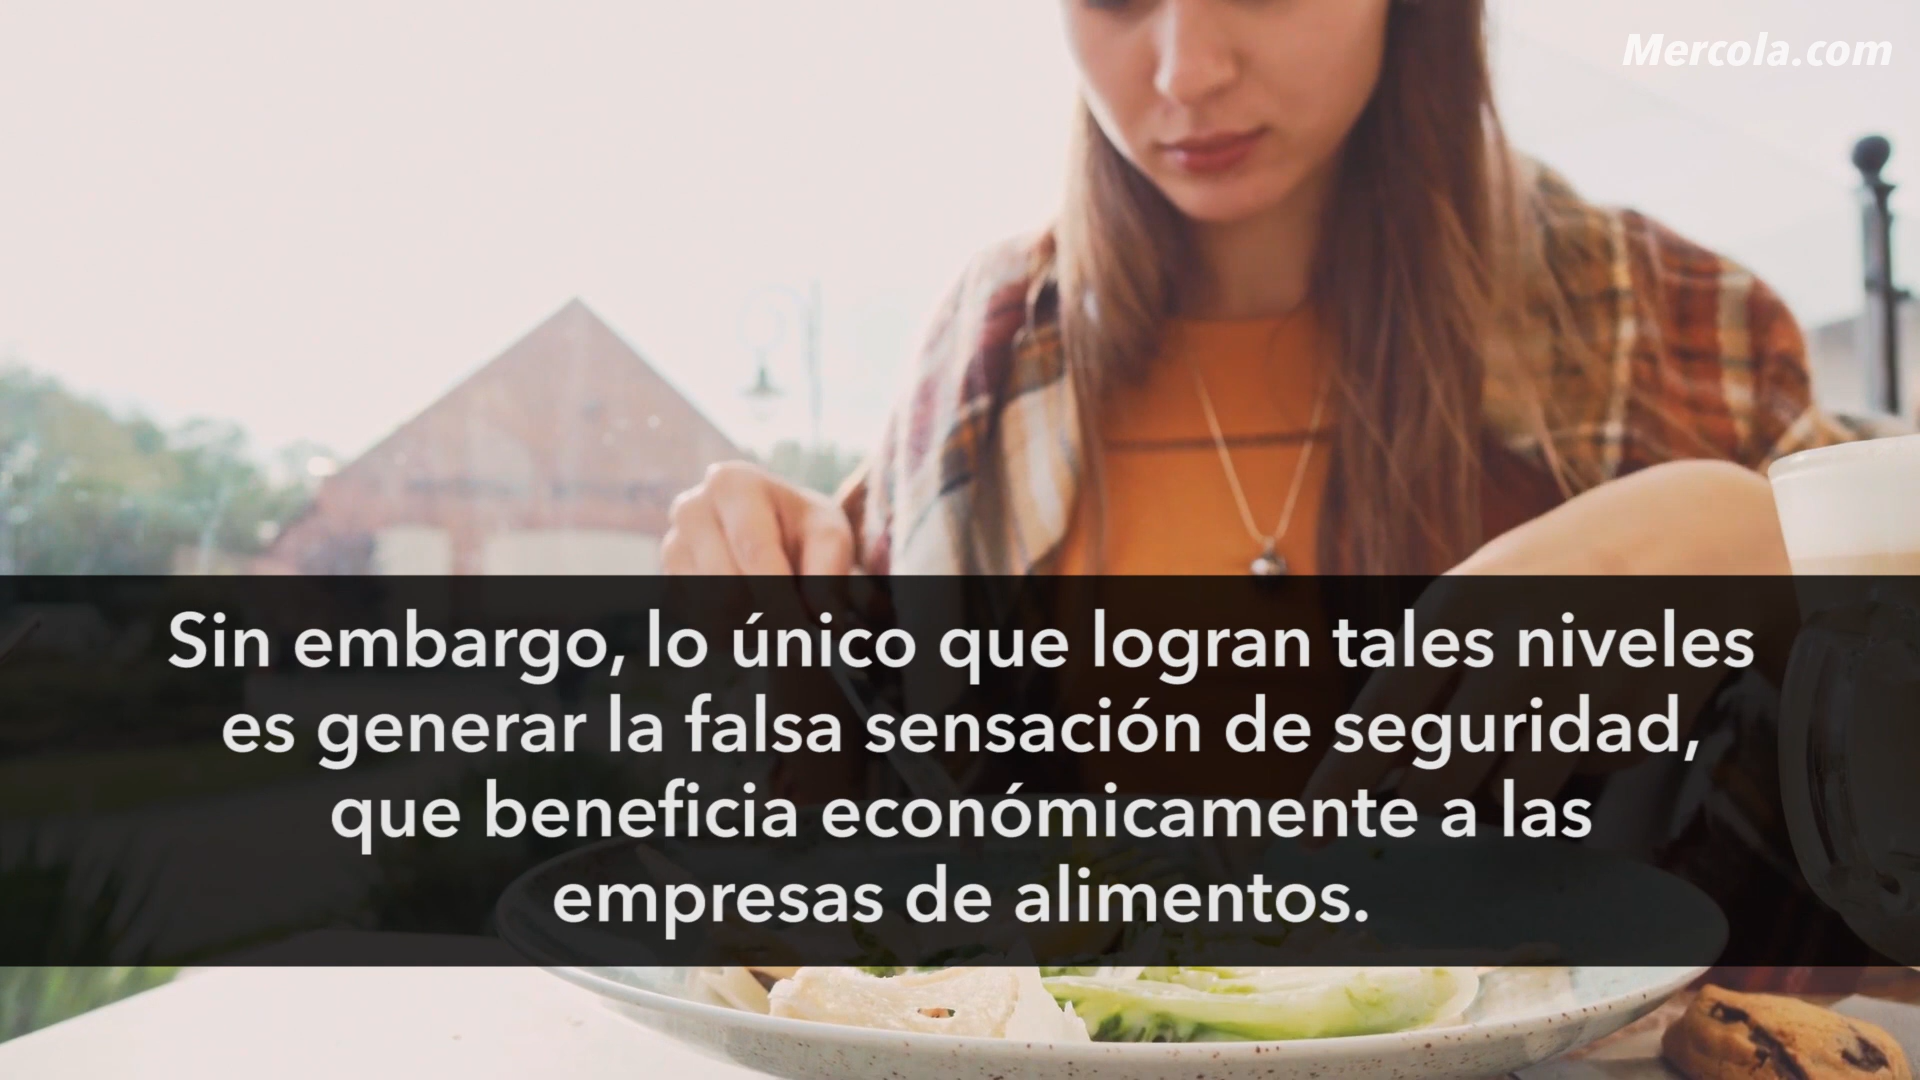 Mercola.com
Sin embargo, lo único que logran tales niveles
es generar la falsa sensación de seguridad,
que beneficia económicamente a las
empresas de alimentos.